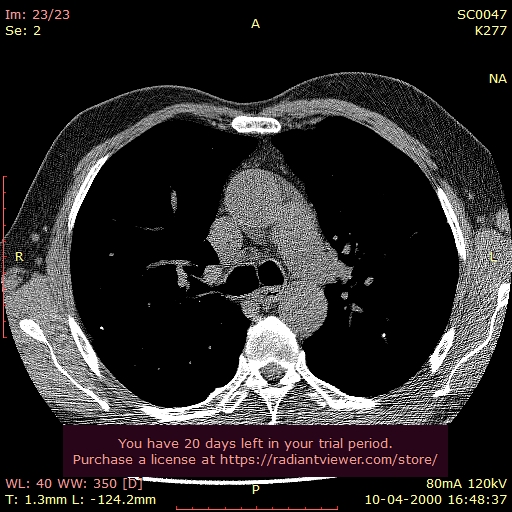 Im: 23/23
SC0047
Se: 2
A
K277
NA
R
L
You have 20 days left in your trial period.
Purchase a license at https://radiantviewer.com/store/
WL: 40 WW: 350 [D]
80mA 120kV
T: 1.3mm L: -124.2mm
P
10-04-2000 16:48:37